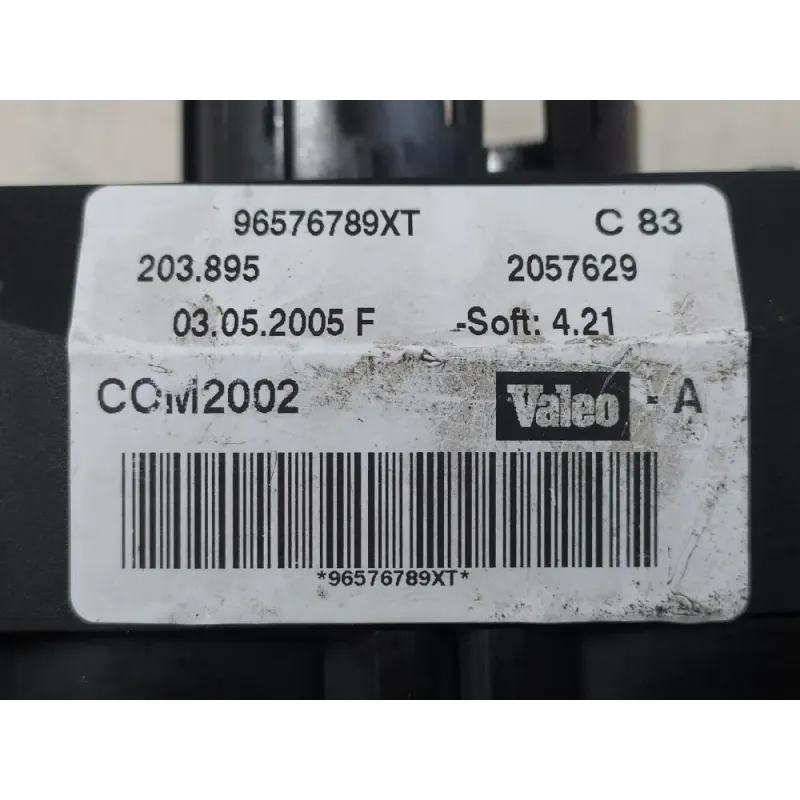 96576789XT C 83
203.895 2057629
03.05.2005 F -Soft: 4.21
COM2002 Valeo - A
*96576789XT*